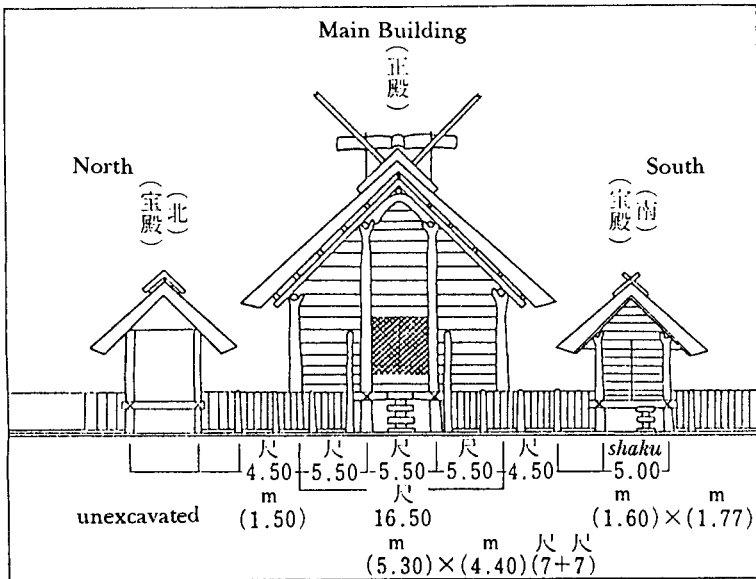 Main Building
（正殿）
North
（北）
（宝殿）
South
（南）
（宝殿）
尺 尺 尺 尺 尺 shaku
4.50 5.50 5.50 5.50 4.50 5.00
m 尺 m m
unexcavated (1.50) 16.50 (1.60)×(1.77)
m m 尺 尺
(5.30)×(4.40)(7+7)